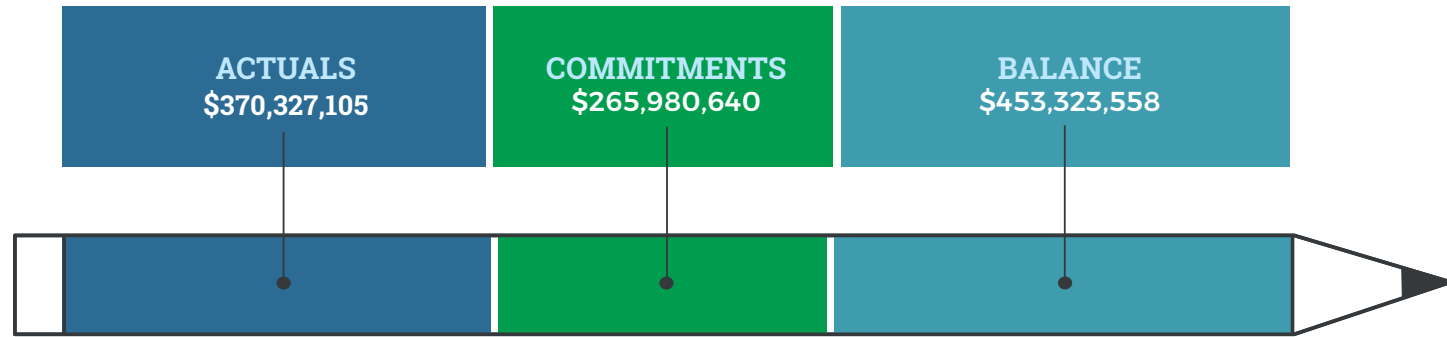 ACTUALS
$370,327,105
COMMITMENTS
$265,980,640
BALANCE
$453,323,558